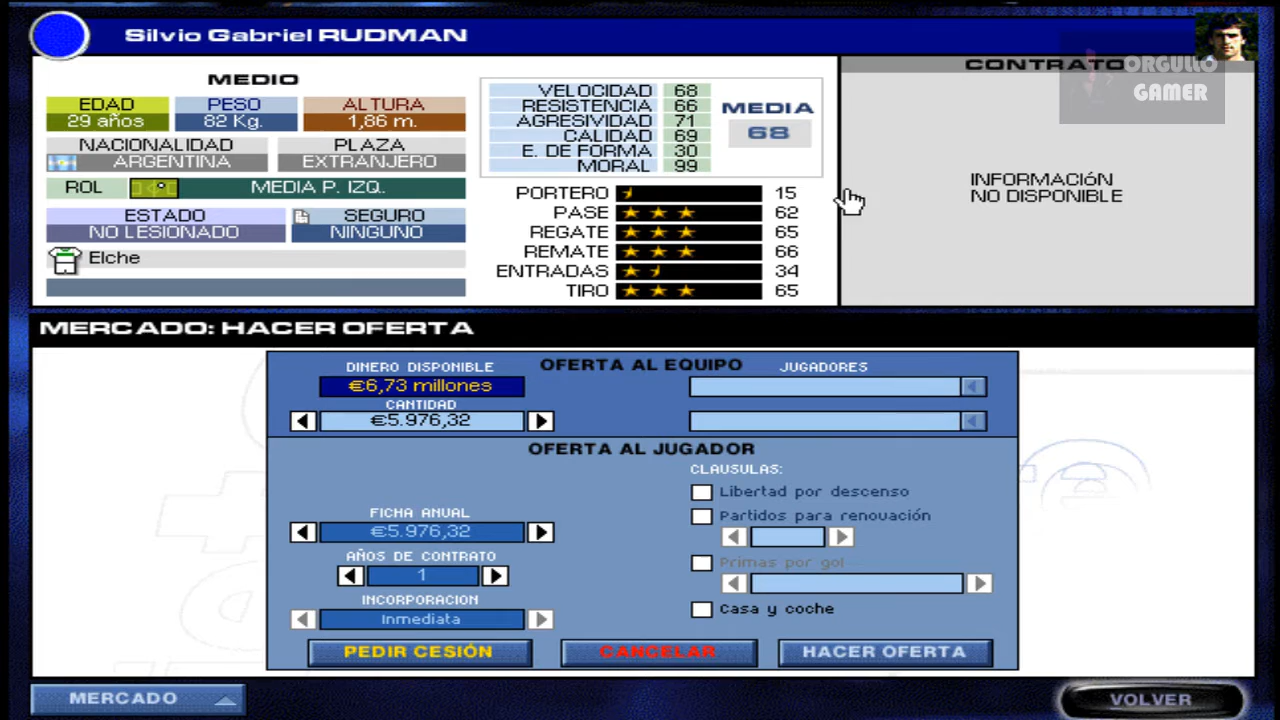 Silvio Gabriel RUDMAN
MEDIO
EDAD
29 años
PESO
82 Kg.
ALTURA
1,86 m.
NACIONALIDAD
ARGENTINA
PLAZA
EXTRANJERO
ROL
MEDIA P. IZQ.
ESTADO
NO LESIONADO
SEGURO
NINGUNO
Elche
VELOCIDAD 68
RESISTENCIA 66
AGRESIVIDAD 71
CALIDAD 69
E. DE FORMA 30
MORAL 99
MEDIA
68
PORTERO 15
PASE 62
REGATE 65
REMATE 66
ENTRADAS 34
TIRO 65
CONTRATO
ORGULLO
GAMER
INFORMACIÓN
NO DISPONIBLE
MERCADO: HACER OFERTA
OFERTA AL EQUIPO
DINERO DISPONIBLE
€6,73 millones
CANTIDAD
€5.976,32
JUGADORES
OFERTA AL JUGADOR
FICHA ANUAL
€5.976,32
AÑOS DE CONTRATO
1
INCORPORACION
Inmediata
CLAUSULAS:
Libertad por descenso
Partidos para renovación
Primas por gol
Casa y coche
PEDIR CESIÓN
CANCELAR
HACER OFERTA
MERCADO
VOLVER